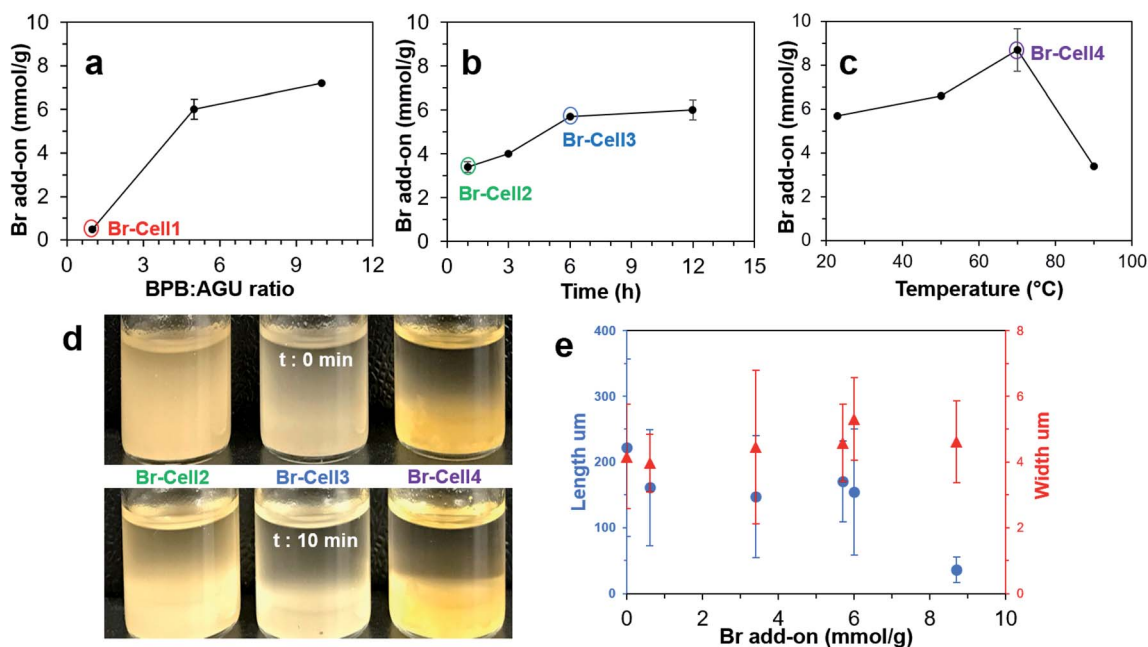 a
Br add-on (mmol/g)
10
8
6
4
2
0
0 3 6 9 12
Br-Cell1
BPB:AGU ratio
b
Br add-on (mmol/g)
10
8
6
4
2
0
0 3 6 9 12 15
Br-Cell2
Br-Cell3
Time (h)
c
Br add-on (mmol/g)
10
8
6
4
2
0
20 40 60 80 100
Br-Cell4
Temperature (°C)
d
t : 0 min
Br-Cell2 Br-Cell3 Br-Cell4
t : 10 min
e
Length um
400
300
200
100
0
Width um
8
6
4
2
0
0 2 4 6 8 10
Br add-on (mmol/g)